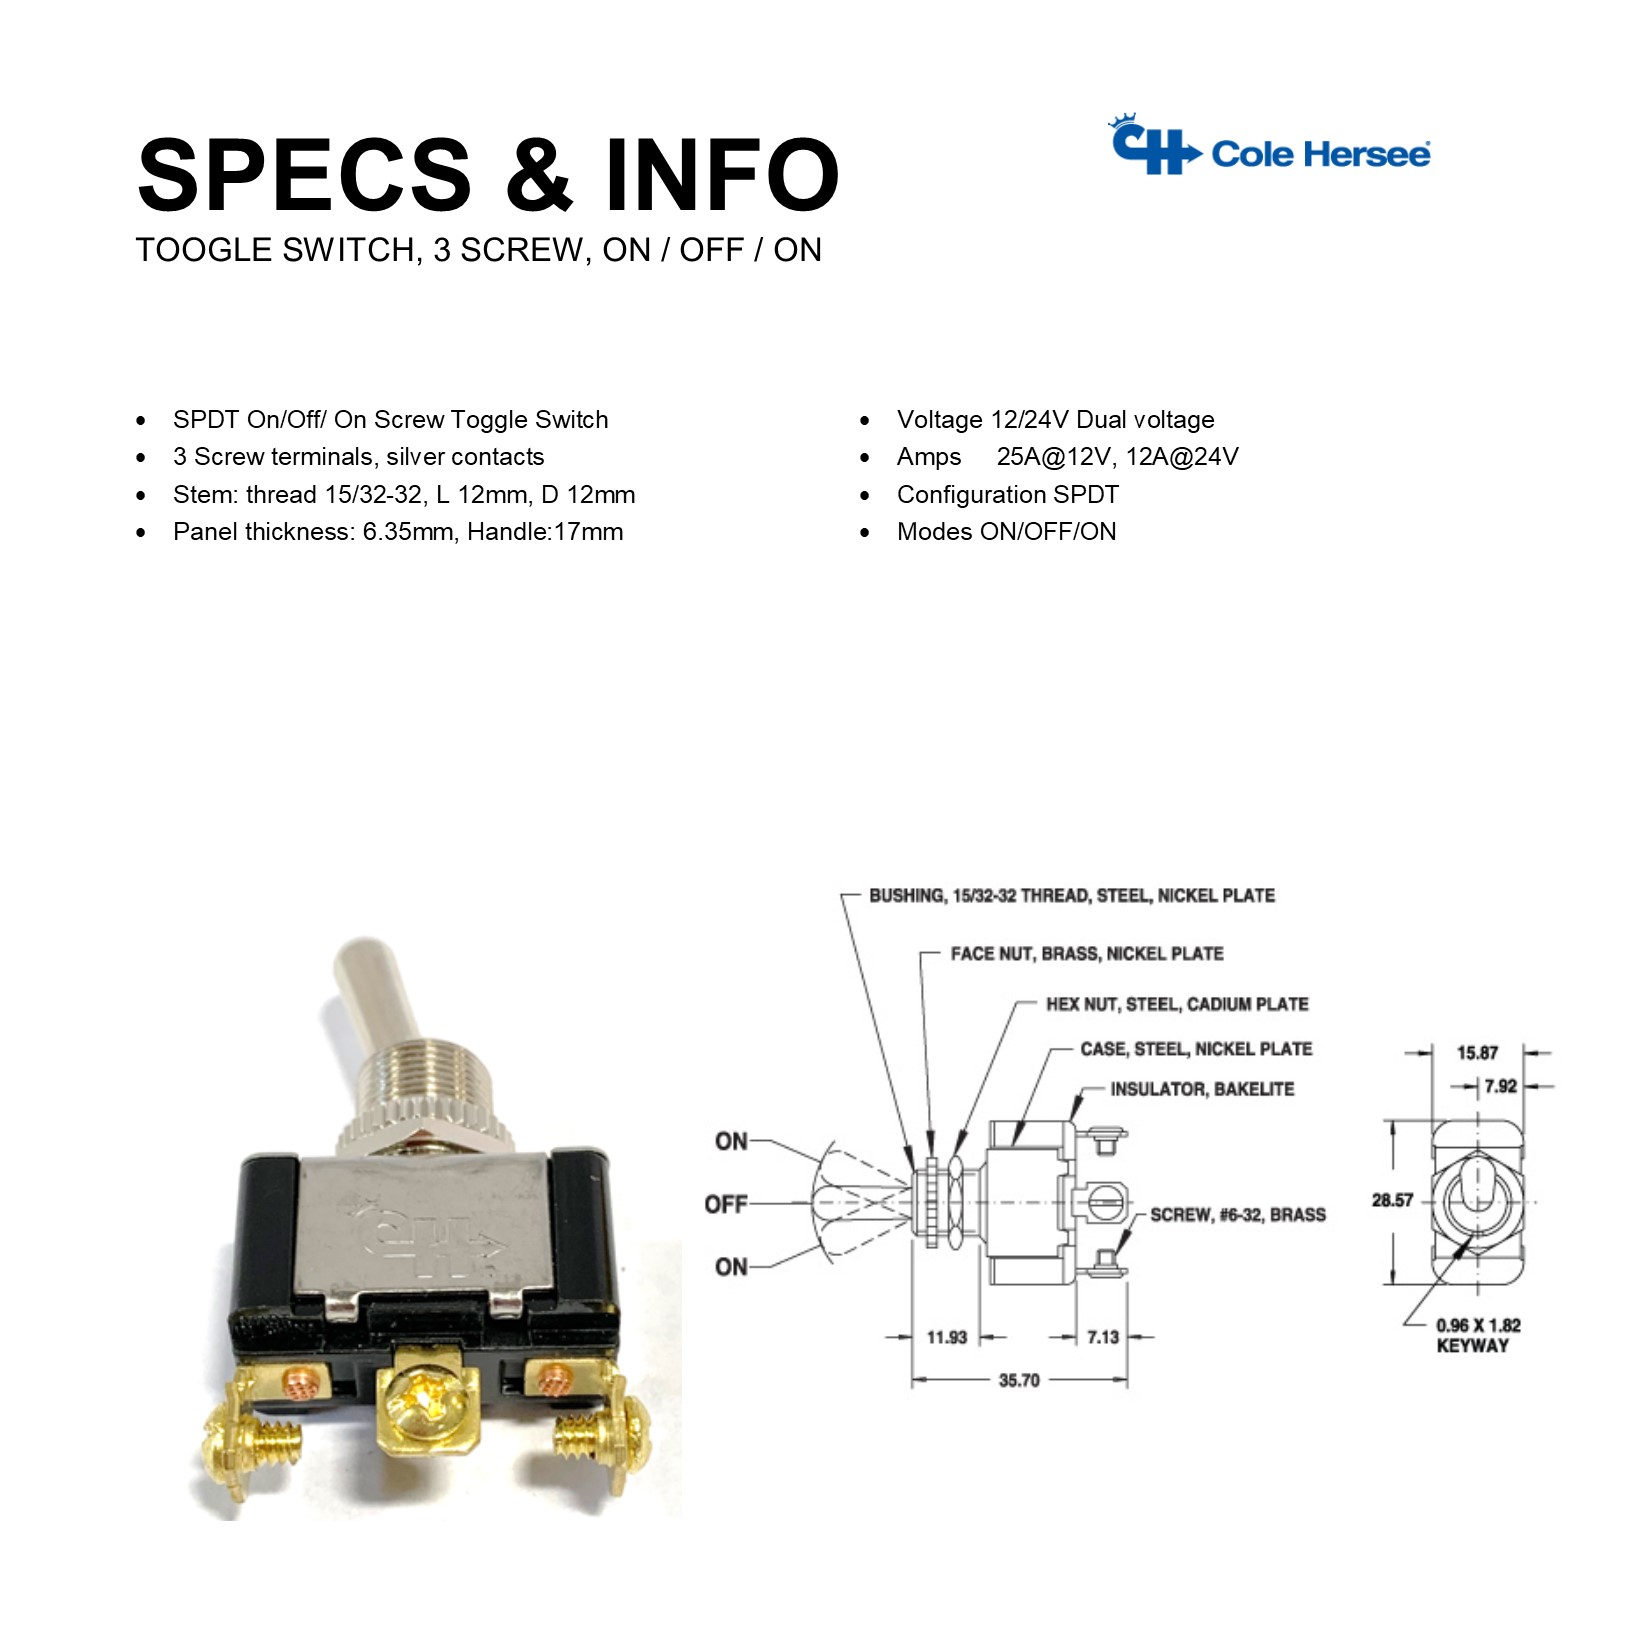 SPECS & INFO
Cole Hersee®
TOOGLE SWITCH, 3 SCREW, ON / OFF / ON
• SPDT On/Off/ On Screw Toggle Switch
• 3 Screw terminals, silver contacts
• Stem: thread 15/32-32, L 12mm, D 12mm
• Panel thickness: 6.35mm, Handle:17mm
• Voltage 12/24V Dual voltage
• Amps 25A@12V, 12A@24V
• Configuration SPDT
• Modes ON/OFF/ON
BUSHING, 15/32-32 THREAD, STEEL, NICKEL PLATE
FACE NUT, BRASS, NICKEL PLATE
HEX NUT, STEEL, CADIUM PLATE
CASE, STEEL, NICKEL PLATE
INSULATOR, BAKELITE
ON
OFF
ON
SCREW, #6-32, BRASS
11.93
7.13
35.70
15.87
7.92
28.57
0.96 X 1.82
KEYWAY